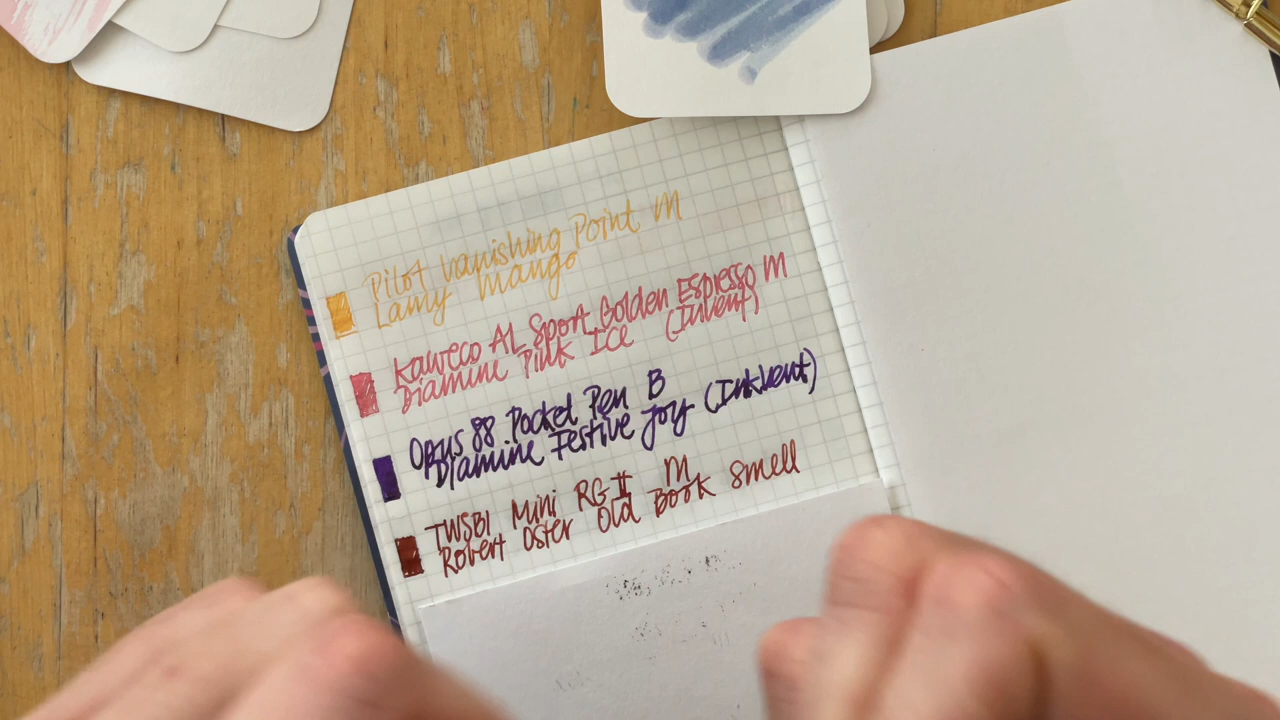 Pilot Vanishing Point M
Lamy Mango
Kaweco AL Sport Golden Espresso M
Diamine Pink Ice (Invent)
Opus 88 Pocket Pen B
Diamine Festive Joy (Inkvent)
TWSBI Mini RG II M
Robert Oster Old Book Smell